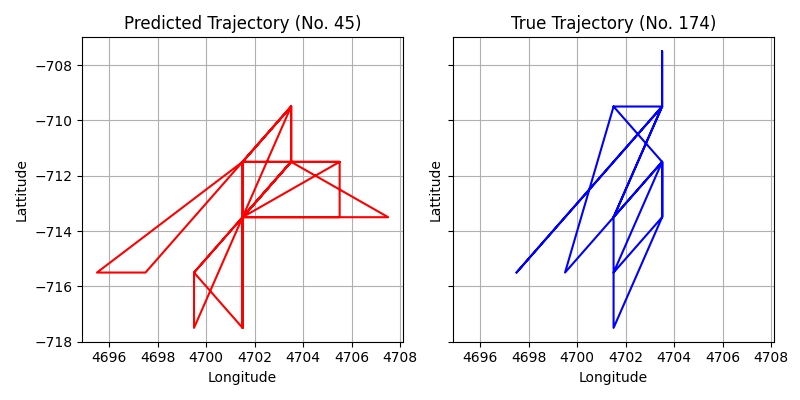 Predicted Trajectory (No. 45)
True Trajectory (No. 174)
−708
−710
−712
−714
−716
−718
Lattitude
Lattitude
4696 4698 4700 4702 4704 4706 4708
4696 4698 4700 4702 4704 4706 4708
Longitude
Longitude